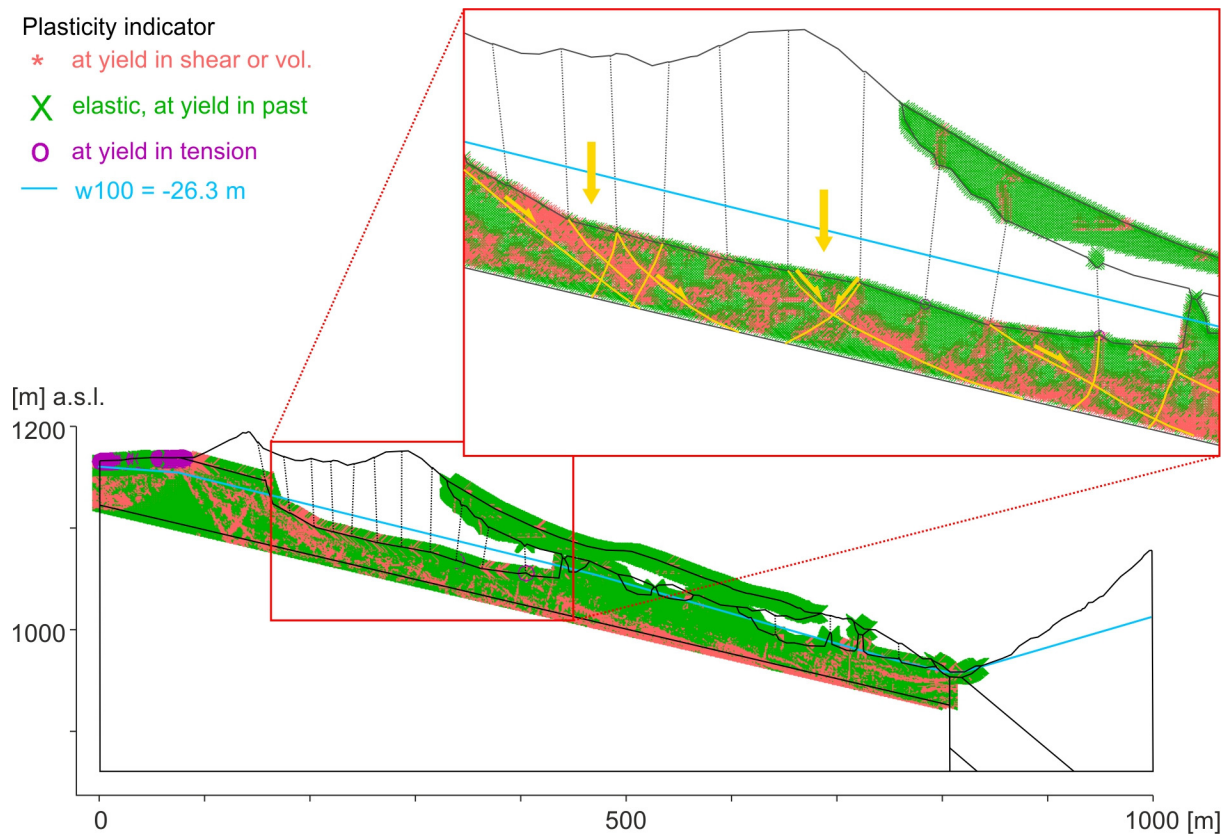 Plasticity indicator
* at yield in shear or vol.
X elastic, at yield in past
o at yield in tension
w100 = -26.3 m
[m] a.s.l.
1200
1000
0
500
1000 [m]